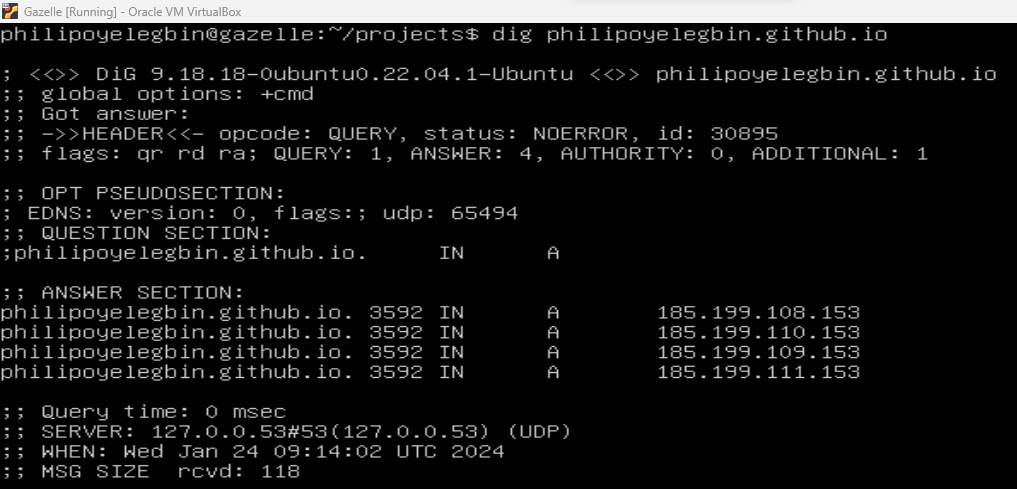 Gazelle [Running] - Oracle VM VirtualBox
philipoyelegbin@gazelle:~/projects$ dig philipoyelegbin.github.io
; <<>> DiG 9.18.18-0ubuntu0.22.04.1-Ubuntu <<>> philipoyelegbin.github.io
;; global options: +cmd
;; Got answer:
;; ->>HEADER<<- opcode: QUERY, status: NOERROR, id: 30895
;; flags: qr rd ra; QUERY: 1, ANSWER: 4, AUTHORITY: 0, ADDITIONAL: 1
;; OPT PSEUDOSECTION:
; EDNS: version: 0, flags:; udp: 65494
;; QUESTION SECTION:
;philipoyelegbin.github.io. IN A
;; ANSWER SECTION:
philipoyelegbin.github.io. 3592 IN A 185.199.108.153
philipoyelegbin.github.io. 3592 IN A 185.199.110.153
philipoyelegbin.github.io. 3592 IN A 185.199.109.153
philipoyelegbin.github.io. 3592 IN A 185.199.111.153
;; Query time: 0 msec
;; SERVER: 127.0.0.53#53(127.0.0.53) (UDP)
;; WHEN: Wed Jan 24 09:14:02 UTC 2024
;; MSG SIZE rcvd: 118